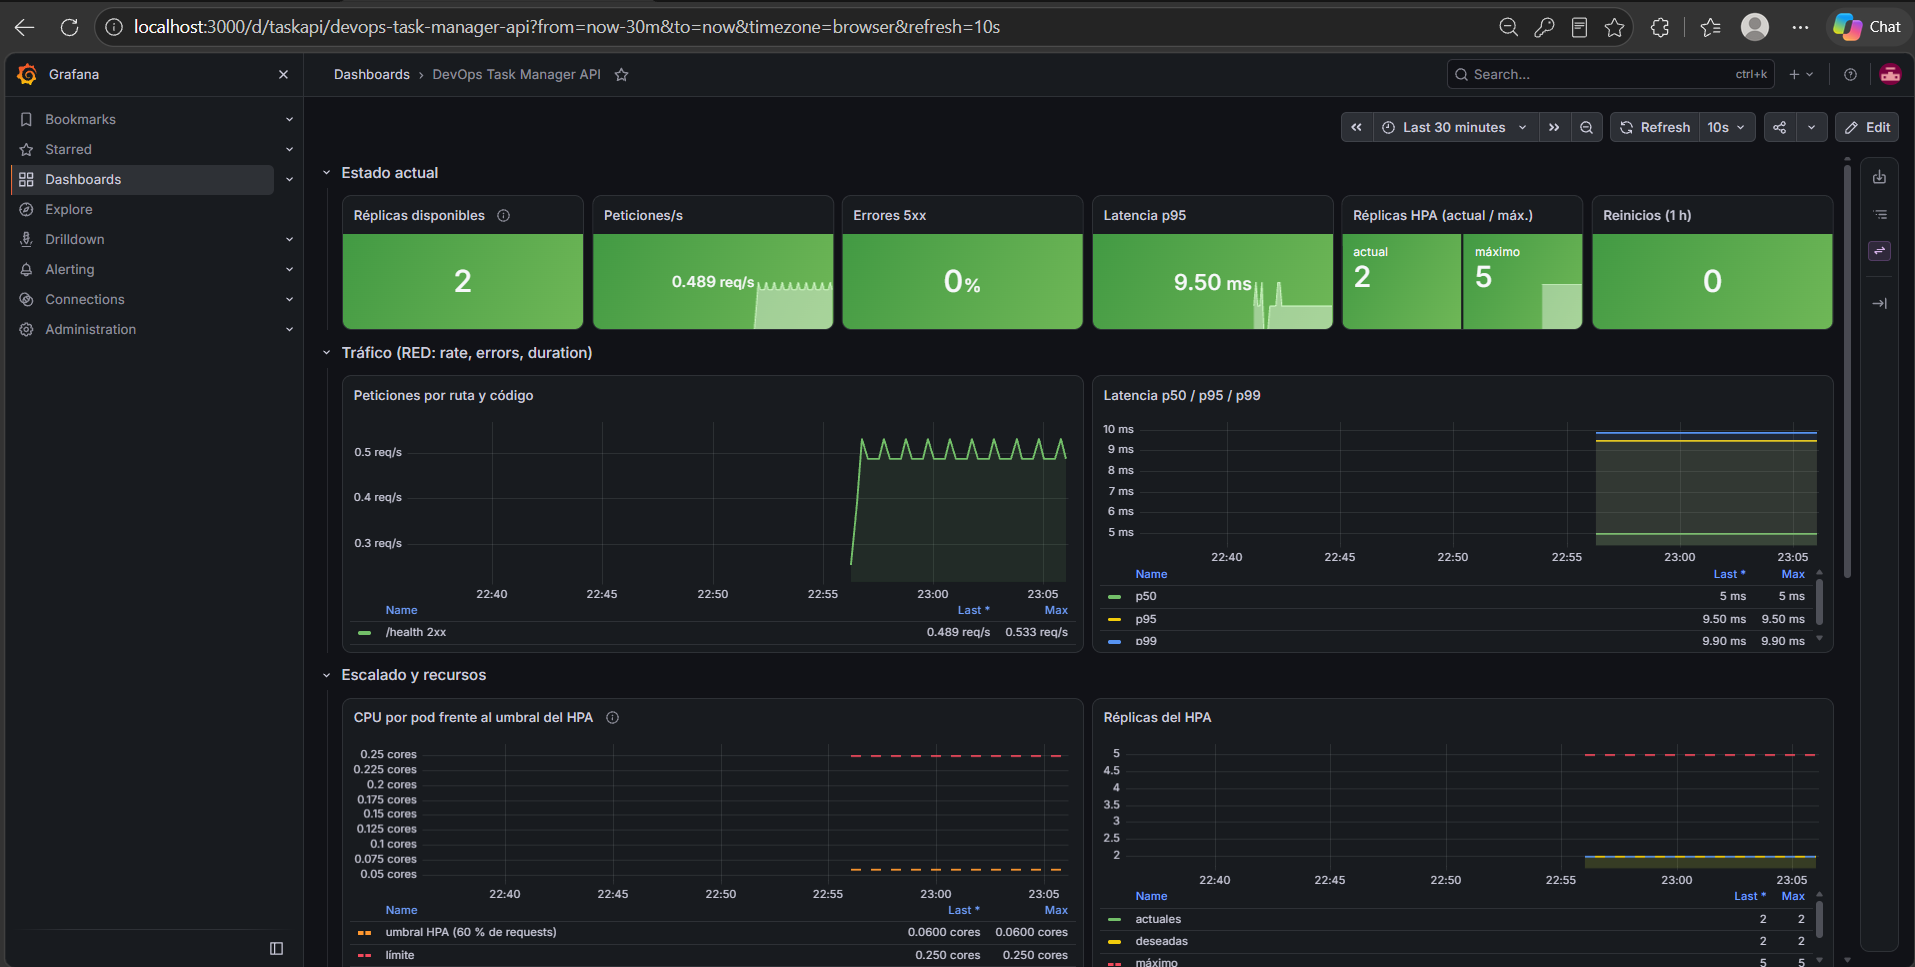 localhost:3000/d/taskapi/devops-task-manager-api?from=now-30m&to=now&timezone=browser&refresh=10s
Chat
Grafana
Dashboards › DevOps Task Manager API
Search...
ctrl+k
Bookmarks
Starred
Dashboards
Explore
Drilldown
Alerting
Connections
Administration
Last 30 minutes
Refresh
10s
Edit
Estado actual
Réplicas disponibles
2
Peticiones/s
0.489 req/s
Errores 5xx
0%
Latencia p95
9.50 ms
Réplicas HPA (actual / máx.)
actual
2
máximo
5
Reinicios (1 h)
0
Tráfico (RED: rate, errors, duration)
Peticiones por ruta y código
0.5 req/s
0.4 req/s
0.3 req/s
22:40 22:45 22:50 22:55 23:00 23:05
Name Last * Max
/health 2xx 0.489 req/s 0.533 req/s
Latencia p50 / p95 / p99
10 ms
9 ms
8 ms
7 ms
6 ms
5 ms
22:40 22:45 22:50 22:55 23:00 23:05
Name Last * Max
p50 5 ms 5 ms
p95 9.50 ms 9.50 ms
p99 9.90 ms 9.90 ms
Escalado y recursos
CPU por pod frente al umbral del HPA
0.25 cores
0.225 cores
0.2 cores
0.175 cores
0.15 cores
0.125 cores
0.1 cores
0.075 cores
0.05 cores
22:40 22:45 22:50 22:55 23:00 23:05
Name Last * Max
umbral HPA (60 % de requests) 0.0600 cores 0.0600 cores
límite 0.250 cores 0.250 cores
Réplicas del HPA
5
4.5
4
3.5
3
2.5
2
22:40 22:45 22:50 22:55 23:00 23:05
Name Last * Max
actuales 2 2
deseadas 2 2
máximo 5 5